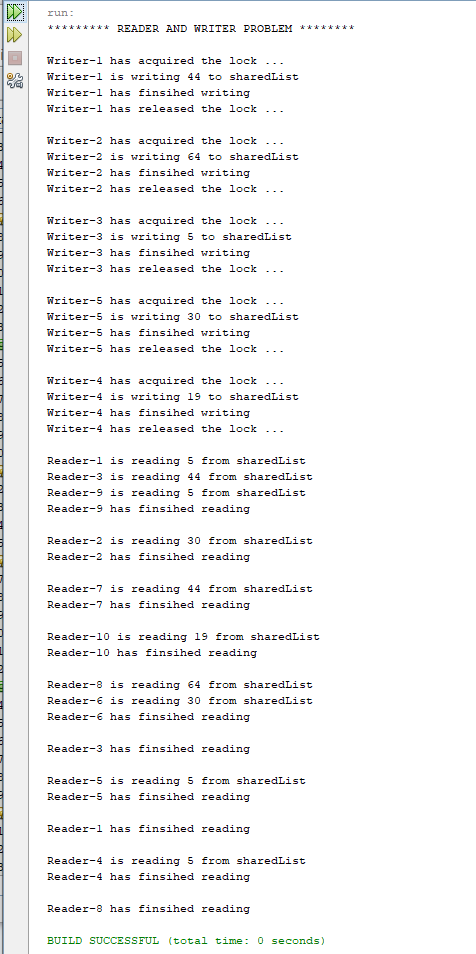 run:
********* READER AND WRITER PROBLEM ********
Writer-1 has acquired the lock ...
Writer-1 is writing 44 to sharedList
Writer-1 has finsihed writing
Writer-1 has released the lock ...
Writer-2 has acquired the lock ...
Writer-2 is writing 64 to sharedList
Writer-2 has finsihed writing
Writer-2 has released the lock ...
Writer-3 has acquired the lock ...
Writer-3 is writing 5 to sharedList
Writer-3 has finsihed writing
Writer-3 has released the lock ...
Writer-5 has acquired the lock ...
Writer-5 is writing 30 to sharedList
Writer-5 has finsihed writing
Writer-5 has released the lock ...
Writer-4 has acquired the lock ...
Writer-4 is writing 19 to sharedList
Writer-4 has finsihed writing
Writer-4 has released the lock ...
Reader-1 is reading 5 from sharedList
Reader-3 is reading 44 from sharedList
Reader-9 is reading 5 from sharedList
Reader-9 has finsihed reading
Reader-2 is reading 30 from sharedList
Reader-2 has finsihed reading
Reader-7 is reading 44 from sharedList
Reader-7 has finsihed reading
Reader-10 is reading 19 from sharedList
Reader-10 has finsihed reading
Reader-8 is reading 64 from sharedList
Reader-6 is reading 30 from sharedList
Reader-6 has finsihed reading
Reader-3 has finsihed reading
Reader-5 is reading 5 from sharedList
Reader-5 has finsihed reading
Reader-1 has finsihed reading
Reader-4 is reading 5 from sharedList
Reader-4 has finsihed reading
Reader-8 has finsihed reading
BUILD SUCCESSFUL (total time: 0 seconds)